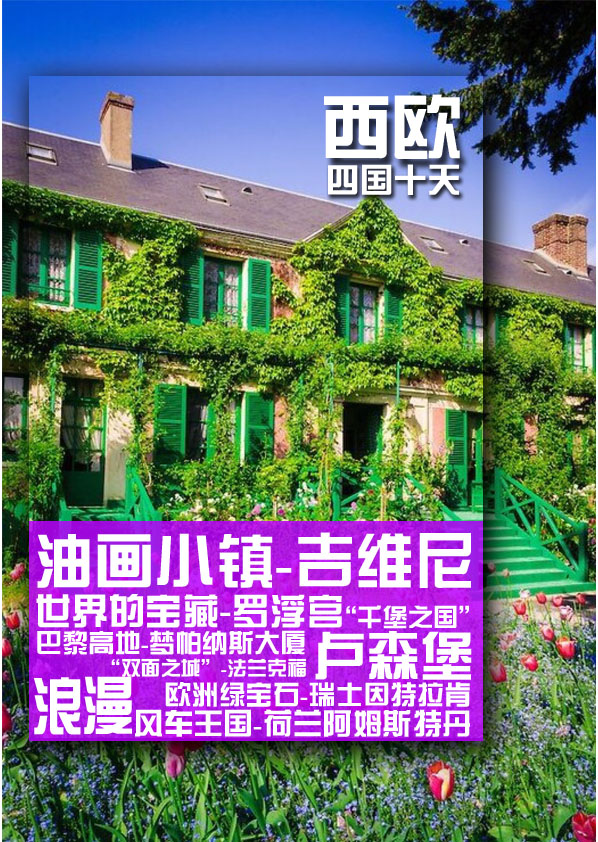 西欧
四国十天
油画小镇-吉维尼
世界的宝藏-罗浮宫“千堡之国”
巴黎高地-梦帕纳斯大厦 卢森堡
“双面之城”-法兰克福
浪漫 欧洲绿宝石-瑞士因特拉肯
风车王国-荷兰阿姆斯特丹